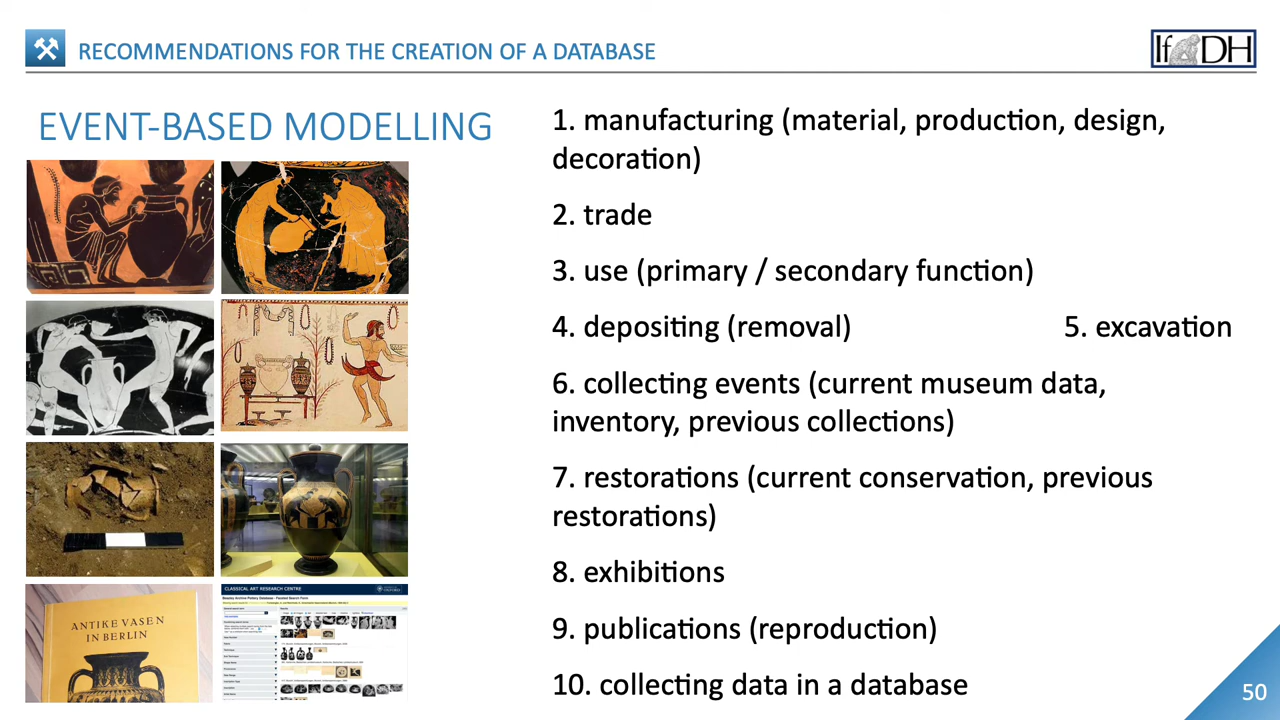 RECOMMENDATIONS FOR THE CREATION OF A DATABASE
IfDH
EVENT-BASED MODELLING
1. manufacturing (material, production, design,
decoration)
2. trade
3. use (primary / secondary function)
4. depositing (removal)
5. excavation
6. collecting events (current museum data,
inventory, previous collections)
7. restorations (current conservation, previous
restorations)
8. exhibitions
9. publications (reproduction)
10. collecting data in a database
ANTIKE VASEN
IN BERLIN
CLASSICAL ART RESEARCH CENTRE
50